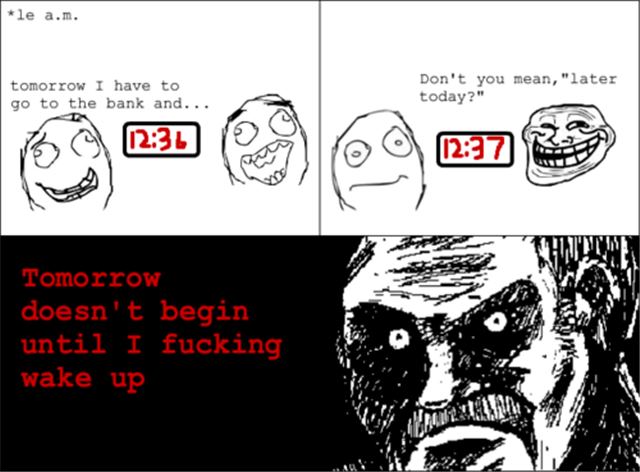 *le a.m.
tomorrow I have to
go to the bank and...
12:36
Don't you mean,"later
today?"
12:37
Tomorrow
doesn't begin
until I fucking
wake up